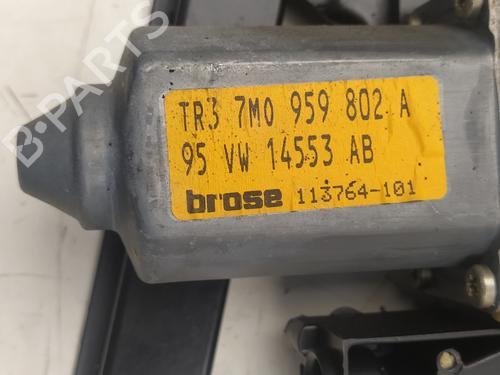 B-PARTS
TR3 7M0 959 802 A
95 VW 14553 AB
brose 113764-101